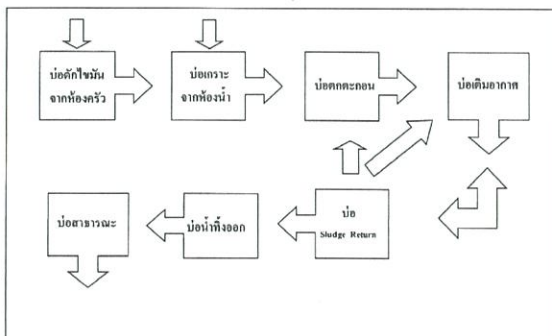 บ่อดักไขมัน
จากห้องครัว
บ่อเกราะ
จากห้องน้ำ
บ่อตกตะกอน
บ่อเติมอากาศ
บ่อสาธารณะ
บ่อน้ำทิ้งออก
บ่อ
Sludge Return